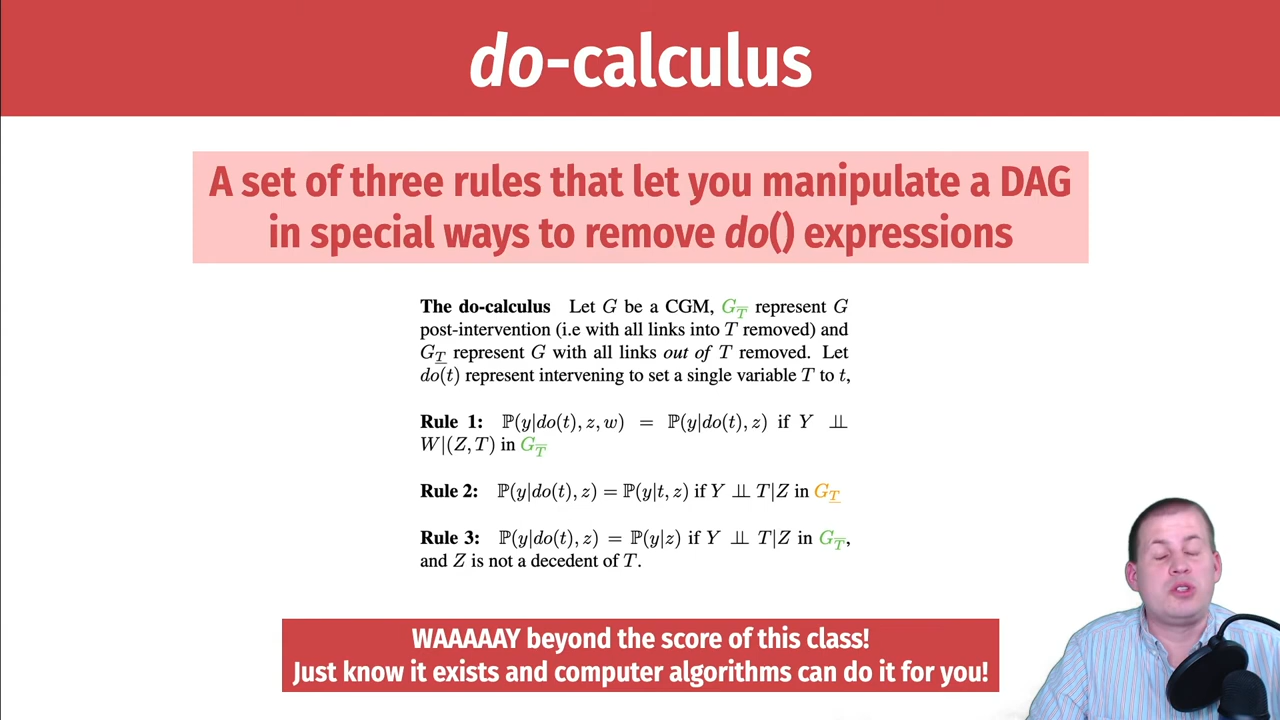 do-calculus
A set of three rules that let you manipulate a DAG
in special ways to remove do() expressions
The do-calculus Let G be a CGM, G_T̅ represent G
post-intervention (i.e with all links into T removed) and
G_T̲ represent G with all links out of T removed. Let
do(t) represent intervening to set a single variable T to t,
Rule 1: ℙ(y|do(t), z, w) = ℙ(y|do(t), z) if Y ⫫
W|(Z, T) in G_T̅
Rule 2: ℙ(y|do(t), z) = ℙ(y|t, z) if Y ⫫ T|Z in G_T̲
Rule 3: ℙ(y|do(t), z) = ℙ(y|z) if Y ⫫ T|Z in G_T̅,
and Z is not a decedent of T.
WAAAAAY beyond the score of this class!
Just know it exists and computer algorithms can do it for you!